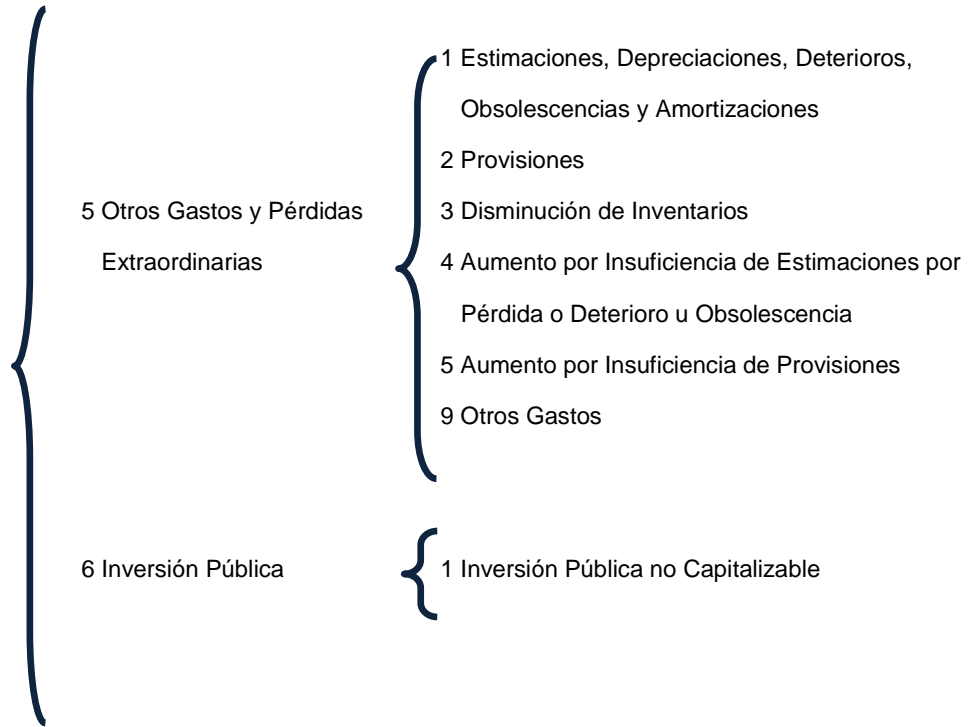 5 Otros Gastos y Pérdidas
Extraordinarias
1 Estimaciones, Depreciaciones, Deterioros,
Obsolescencias y Amortizaciones
2 Provisiones
3 Disminución de Inventarios
4 Aumento por Insuficiencia de Estimaciones por
Pérdida o Deterioro u Obsolescencia
5 Aumento por Insuficiencia de Provisiones
9 Otros Gastos
6 Inversión Pública
1 Inversión Pública no Capitalizable